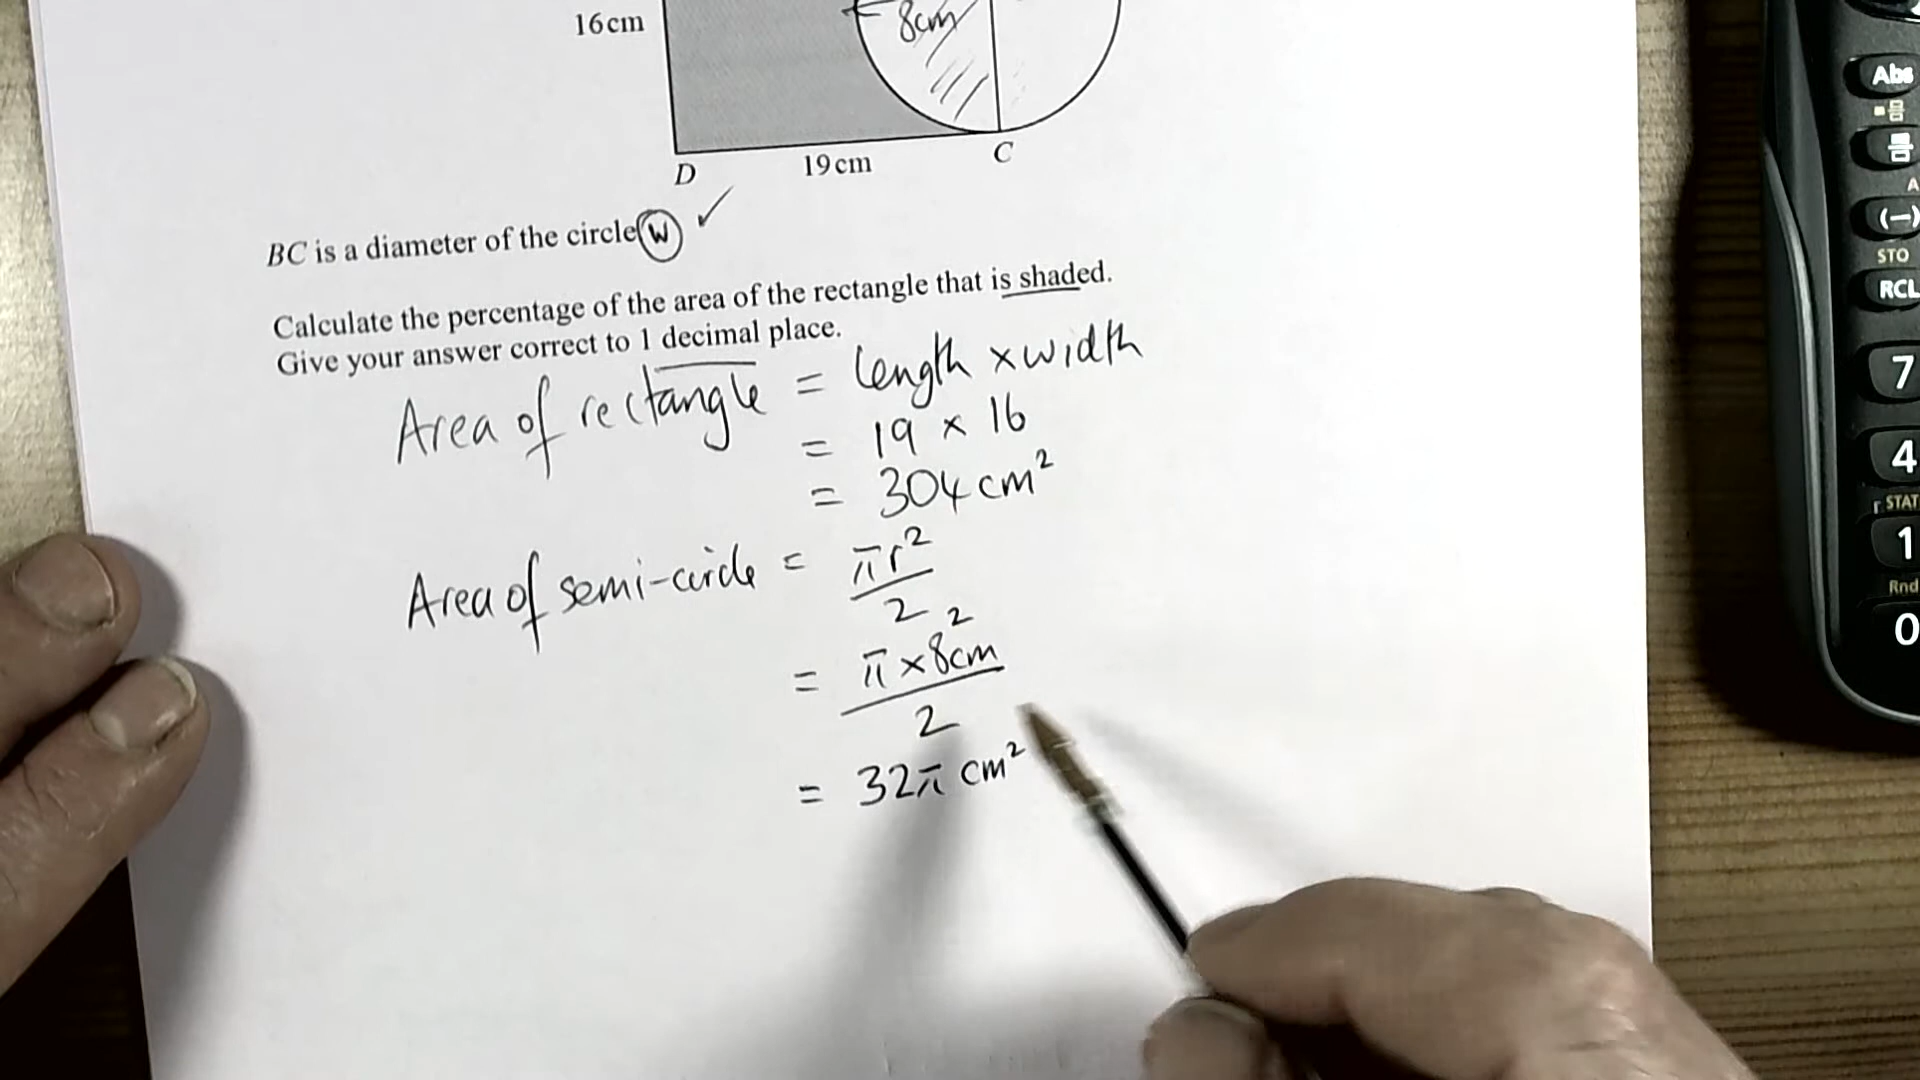 16cm
8cm
D
19cm
C
BC is a diameter of the circle W ✓
Calculate the percentage of the area of the rectangle that is shaded.
Give your answer correct to 1 decimal place.
Area of rectangle = length × width
= 19 × 16
= 304 cm²
Area of semi-circle = πr²
2
= π × 8cm²
2
= 32π cm²
Abs
A
(−)
STO
RCL
7
4
STAT
1
Rnd
0